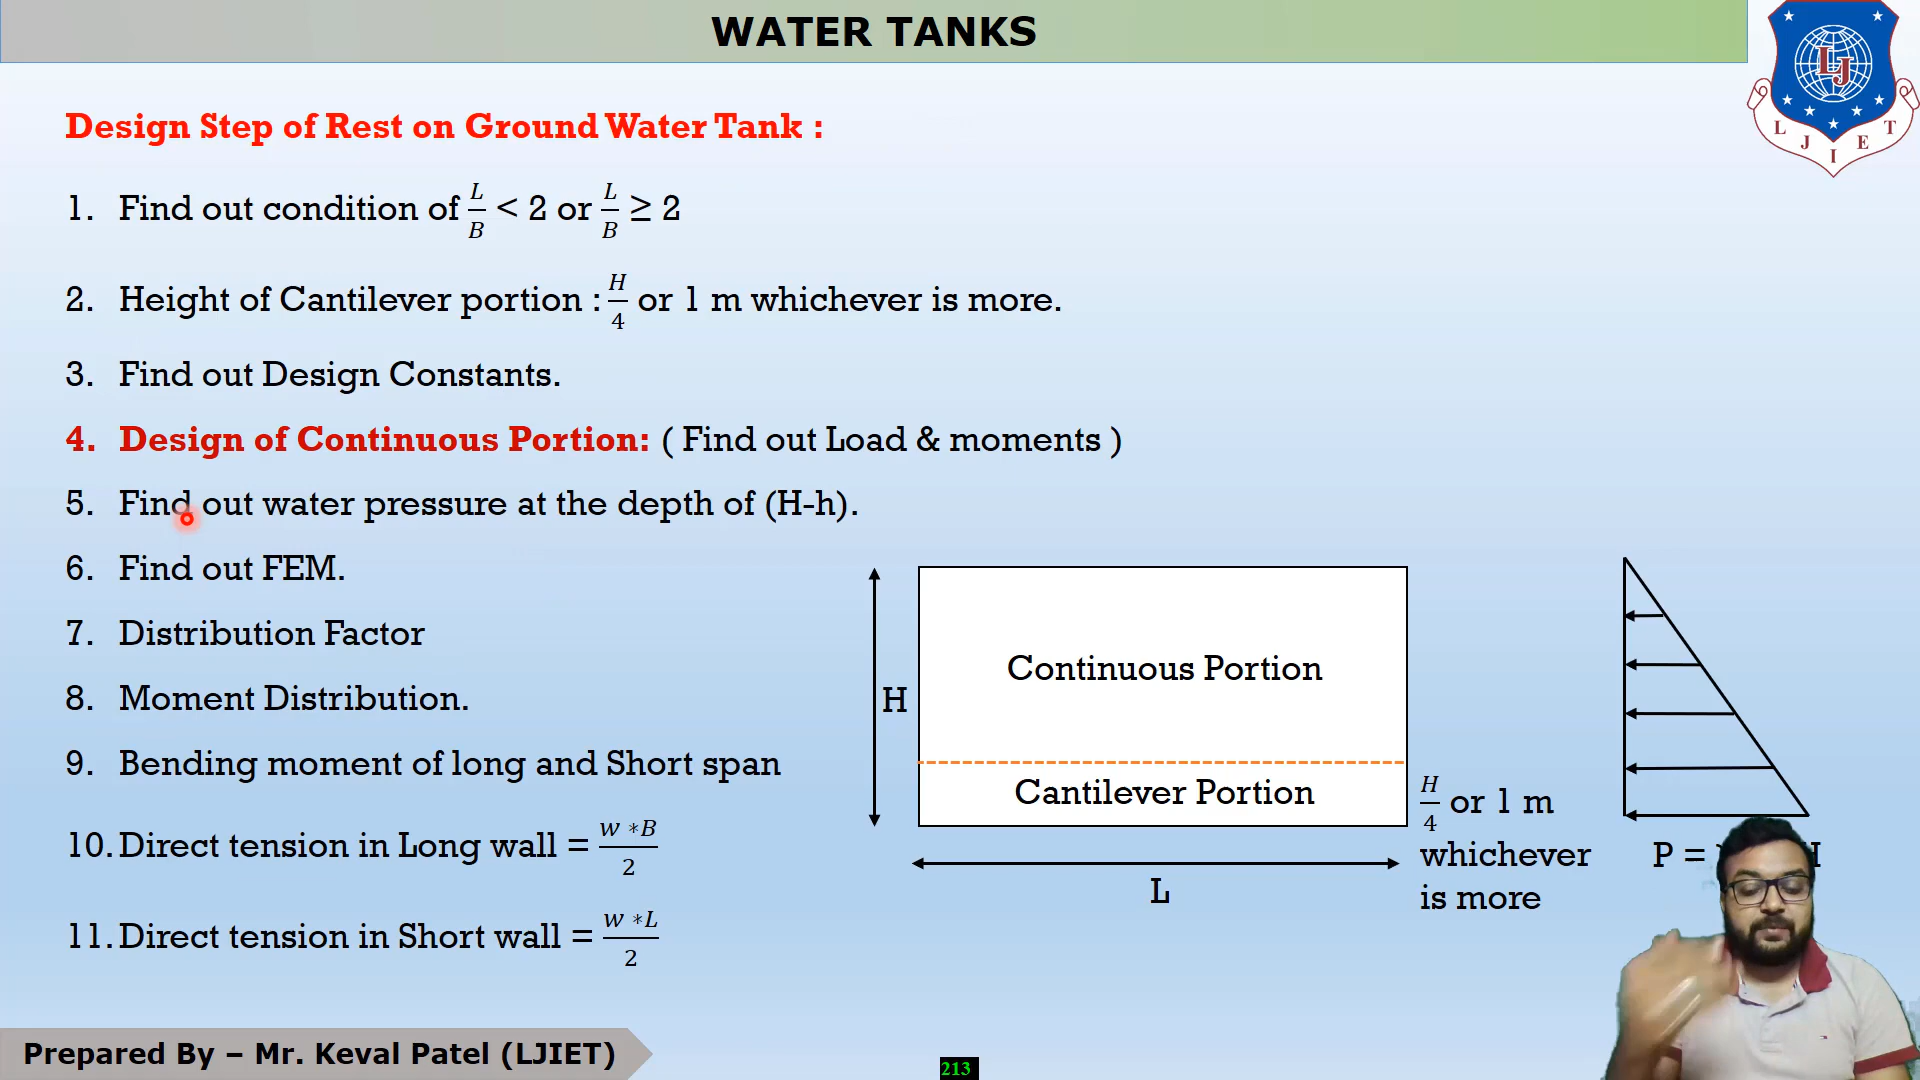 WATER TANKS
LJ
L J I E T
Design Step of Rest on Ground Water Tank :
1. Find out condition of L/B < 2 or L/B ≥ 2
2. Height of Cantilever portion : H/4 or 1 m whichever is more.
3. Find out Design Constants.
4. Design of Continuous Portion: ( Find out Load & moments )
5. Find out water pressure at the depth of (H-h).
6. Find out FEM.
7. Distribution Factor
8. Moment Distribution.
9. Bending moment of long and Short span
10. Direct tension in Long wall = w *B/2
11. Direct tension in Short wall = w *L/2
Continuous Portion
H
Cantilever Portion
H/4 or 1 m
whichever
is more
L
P = H
Prepared By – Mr. Keval Patel (LJIET)
213